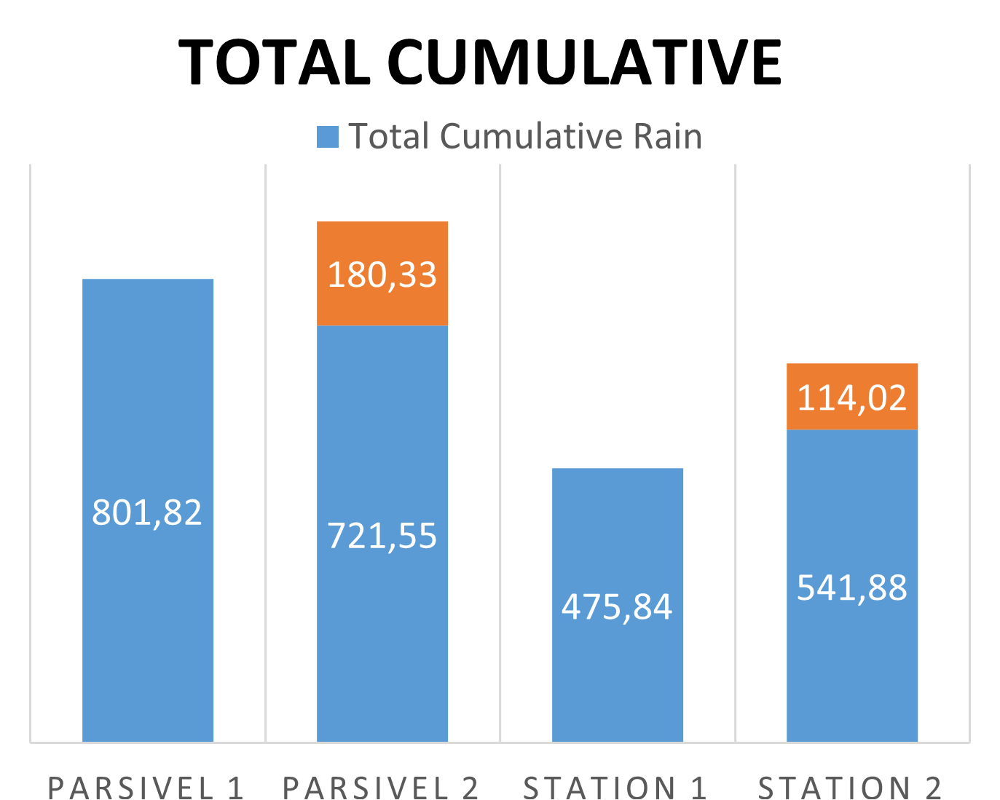 TOTAL CUMULATIVE
Total Cumulative Rain
180,33
114,02
801,82
721,55
475,84
541,88
PARSIVEL 1
PARSIVEL 2
STATION 1
STATION 2